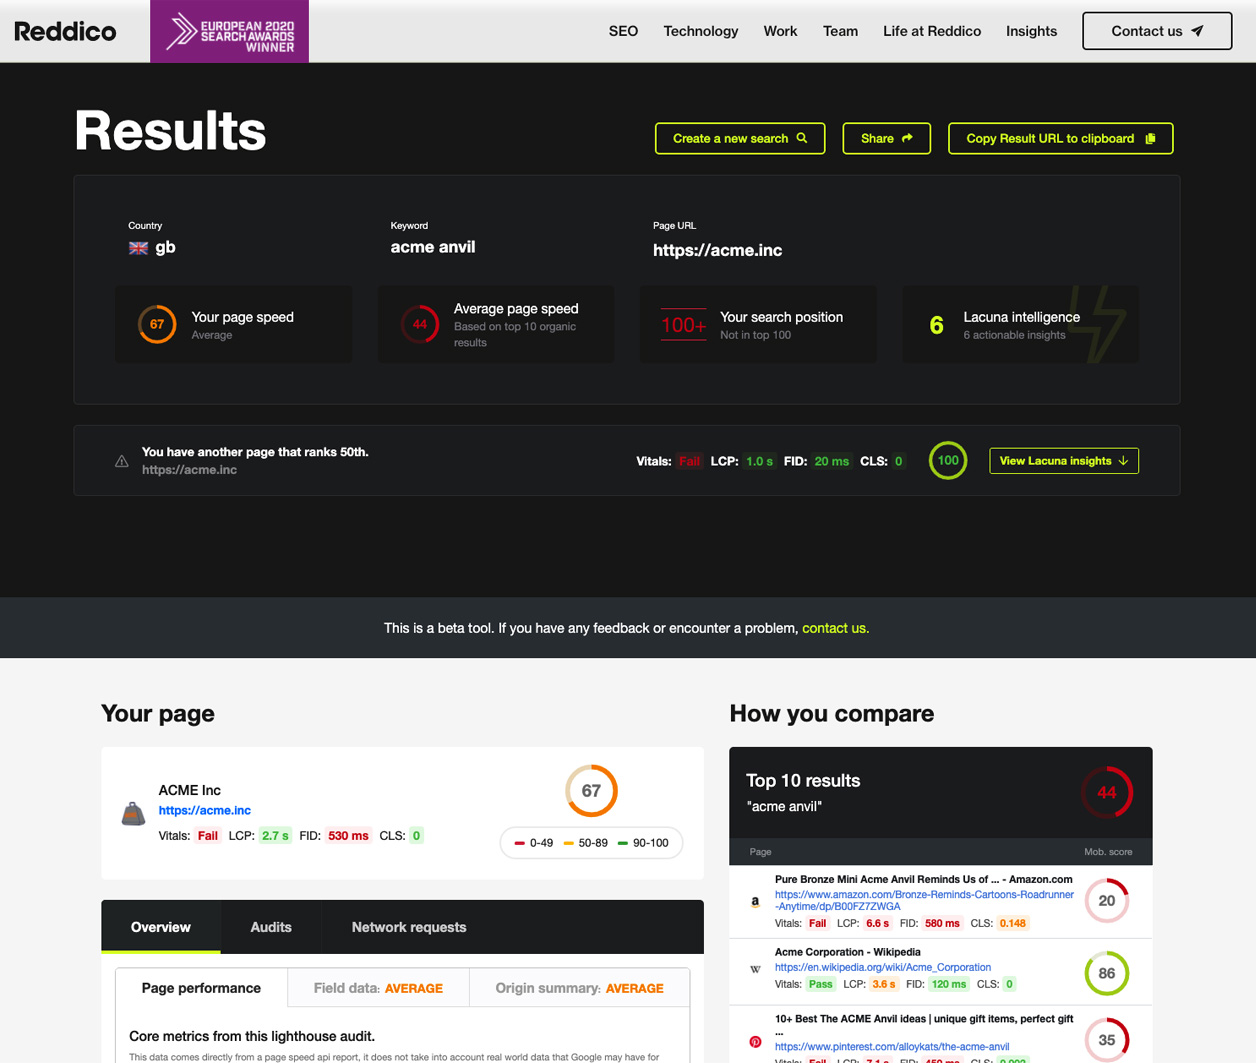 Reddico
EUROPEAN 2020
SEARCH AWARDS
WINNER
SEO Technology Work Team Life at Reddico Insights Contact us
Results
Create a new search Share Copy Result URL to clipboard
Country
gb
Keyword
acme anvil
Page URL
https://acme.inc
67
Your page speed
Average
44
Average page speed
Based on top 10 organic
results
100+
Your search position
Not in top 100
6
Lacuna intelligence
6 actionable insights
You have another page that ranks 50th.
https://acme.inc
Vitals: Fail LCP: 1.0 s FID: 20 ms CLS: 0
100
View Lacuna insights
This is a beta tool. If you have any feedback or encounter a problem, contact us.
Your page
ACME Inc
https://acme.inc
Vitals: Fail LCP: 2.7 s FID: 530 ms CLS: 0
67
0-49 50-89 90-100
Overview Audits Network requests
Page performance Field data: AVERAGE Origin summary: AVERAGE
Core metrics from this lighthouse audit.
This data comes directly from a page speed api report, it does not take into account real world data that Google may have for
How you compare
Top 10 results
"acme anvil"
44
Page Mob. score
Pure Bronze Mini Acme Anvil Reminds Us of ... - Amazon.com
https://www.amazon.com/Bronze-Reminds-Cartoons-Roadrunner
-Anytime/dp/B00FZ7ZWGA
Vitals: Fail LCP: 6.6 s FID: 580 ms CLS: 0.148
20
Acme Corporation - Wikipedia
https://en.wikipedia.org/wiki/Acme_Corporation
Vitals: Pass LCP: 3.6 s FID: 120 ms CLS: 0
86
10+ Best The ACME Anvil ideas | unique gift items, perfect gift
...
https://www.pinterest.com/alloykats/the-acme-anvil
35
Vitals: Fail LCP: 7.1 s FID: 450 ms CLS: